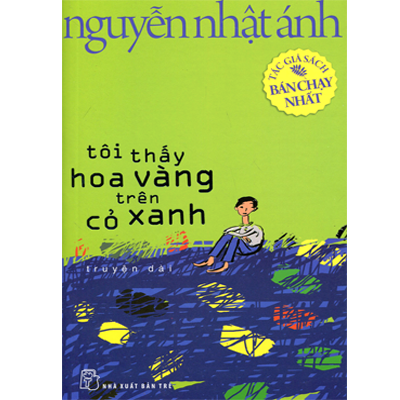 nguyễn nhật ánh
TÁC GIẢ SÁCH
BÁN CHẠY
NHẤT
tôi thấy
hoa vàng
trên
cỏ xanh
truyện dài
NHÀ XUẤT BẢN TRẺ